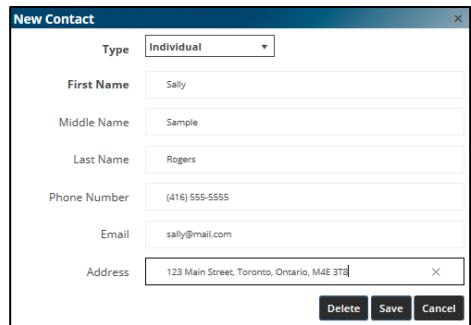 New Contact ×
Type Individual ▼
First Name Sally
Middle Name Sample
Last Name Rogers
Phone Number (416) 555-5555
Email sally@mail.com
Address 123 Main Street, Toronto, Ontario, M4E 3T8 ×
Delete Save Cancel